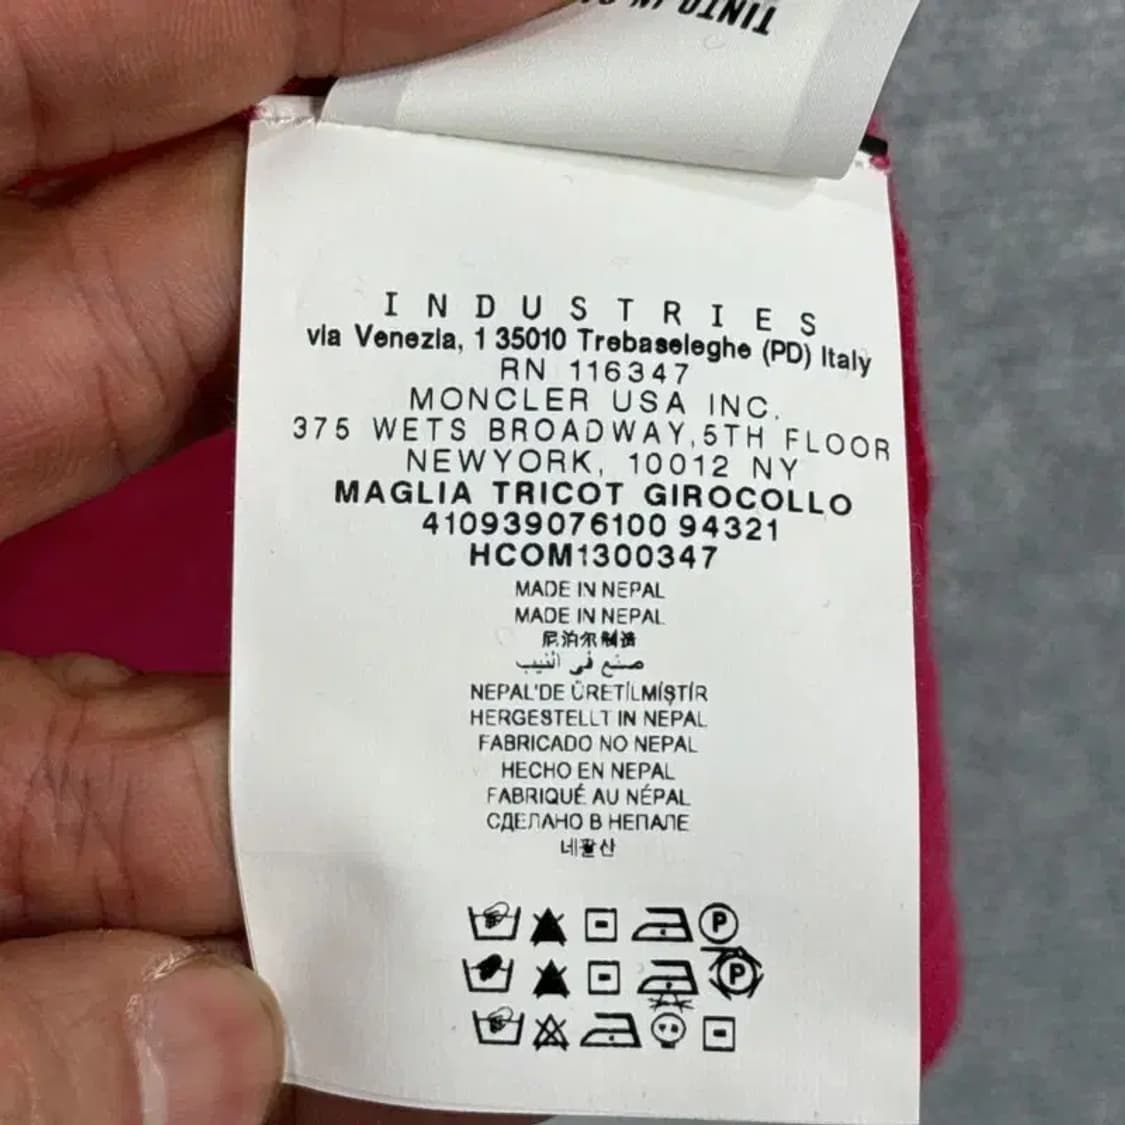 TINTO IN
I N D U S T R I E S
via Venezia, 1 35010 Trebaseleghe (PD) Italy
RN 116347
MONCLER USA INC.
375 WETS BROADWAY,5TH FLOOR
NEWYORK, 10012 NY
MAGLIA TRICOT GIROCOLLO
410939076100 94321
HCOM1300347
MADE IN NEPAL
MADE IN NEPAL
尼泊尔制造
صنع في النيب
NEPAL'DE ÜRETİLMİŞTİR
HERGESTELLT IN NEPAL
FABRICADO NO NEPAL
HECHO EN NEPAL
FABRIQUÉ AU NÉPAL
СДЕЛАНО В НЕПАЛЕ
네팔산
P
P